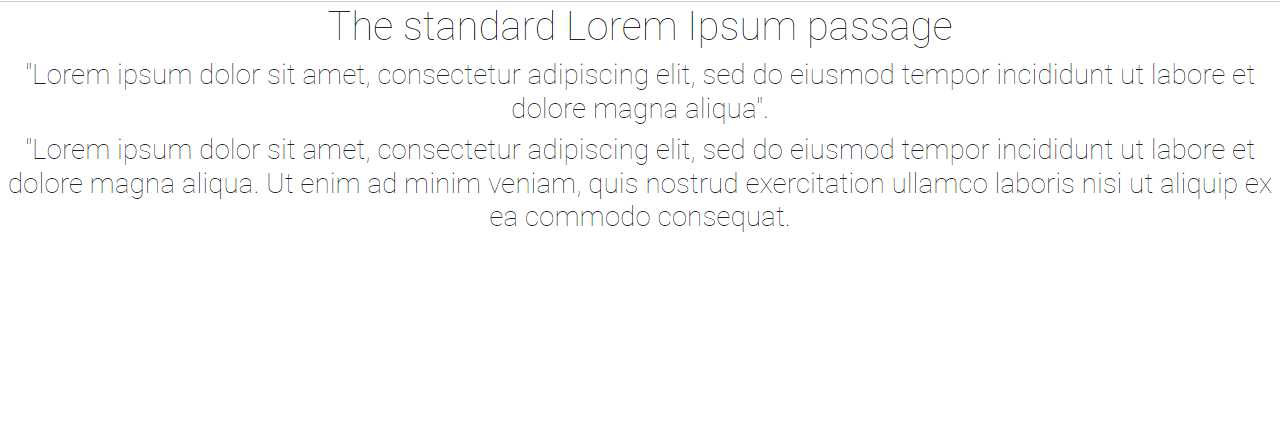 The standard Lorem Ipsum passage
"Lorem ipsum dolor sit amet, consectetur adipiscing elit, sed do eiusmod tempor incididunt ut labore et
dolore magna aliqua".
"Lorem ipsum dolor sit amet, consectetur adipiscing elit, sed do eiusmod tempor incididunt ut labore et
dolore magna aliqua. Ut enim ad minim veniam, quis nostrud exercitation ullamco laboris nisi ut aliquip ex
ea commodo consequat.